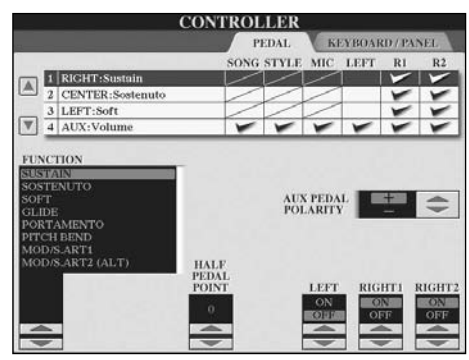 CONTROLLER
PEDAL KEYBOARD / PANEL
SONG STYLE MIC LEFT R1 R2
1 RIGHT:Sustain
2 CENTER:Sostenuto
3 LEFT:Soft
4 AUX:Volume
FUNCTION
SUSTAIN
SOSTENUTO
SOFT
GLIDE
PORTAMENTO
PITCH BEND
MOD/S.ART1
MOD/S.ART2 (ALT)
AUX PEDAL
POLARITY
+
−
HALF
PEDAL
POINT
0
LEFT RIGHT1 RIGHT2
ON ON ON
OFF OFF OFF